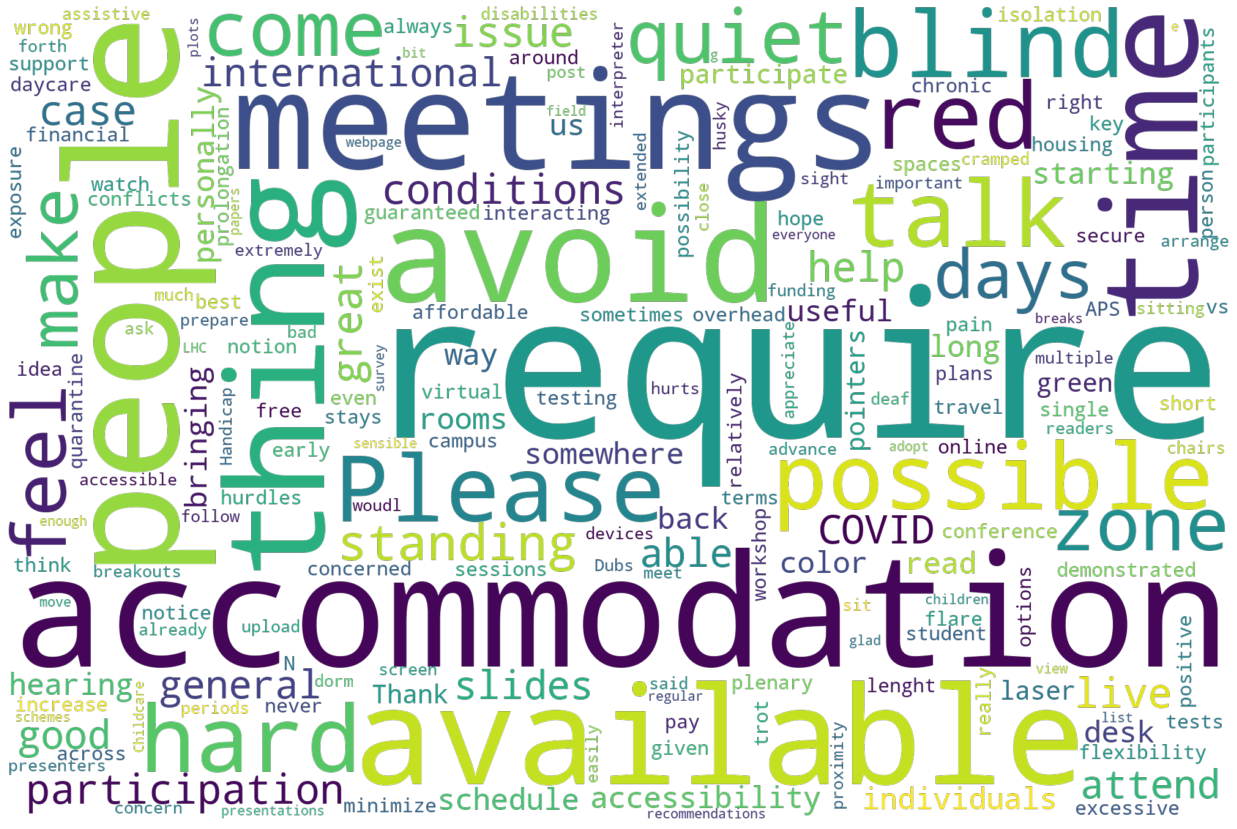 wrong
assistive
forth
support
daycare
case
financial
people
plots
come
always
bit
disabilities
issue
around
post
international
meetings
webpage
field
us
interpreter
quiet
g
participate
husky
blind
chronic
red
isolation
right
key
housing
time
e
participants
person
exposure
make
watch
conflicts
personally
prolongation
papers
thing
extremely
conditions
guaranteed
interacting
extended
possibility
close
sight
important
spaces
cramped
starting
hope
everyone
talk
secure
arrange
avoid
help
days
exist
great
much
best
prepare
ask
bad
LHC
notion
idea
quarantine
feel
accessible
bringing
Handicap
free
early
follow
hurdles
enough
think
breakouts
affordable
sometimes
overhead
funding
useful
way
even
stays
survey
virtual
rooms
campus
sensible
testing
hurts
require
appreciate
pointers
deaf
adopt
advance
pain
long
plans
travel
online
breaks
APS
sitting
vs
multiple
green
single
readers
short
chairs
Please
woudl
somewhere
relatively
terms
possible
back
devices
standing
able
workshop
COVID
conference
zone
concerned
sessions
Dubs
meet
color
read
demonstrated
accommodation
move
notice
already
upload
sit
children
flare
student
glad
options
hearing
increase
schemes
good
across
presenters
Childcare
periods
general
N
never
dorm
screen
Thank
slides
said
regular
plenary
pay
given
trot
lenght
really
laser
view
live
list
desk
tests
positive
flexibility
hard
available
easily
participation
concern
presentations
minimize
schedule
accessibility
recommendations
proximity
individuals
attend
excessive